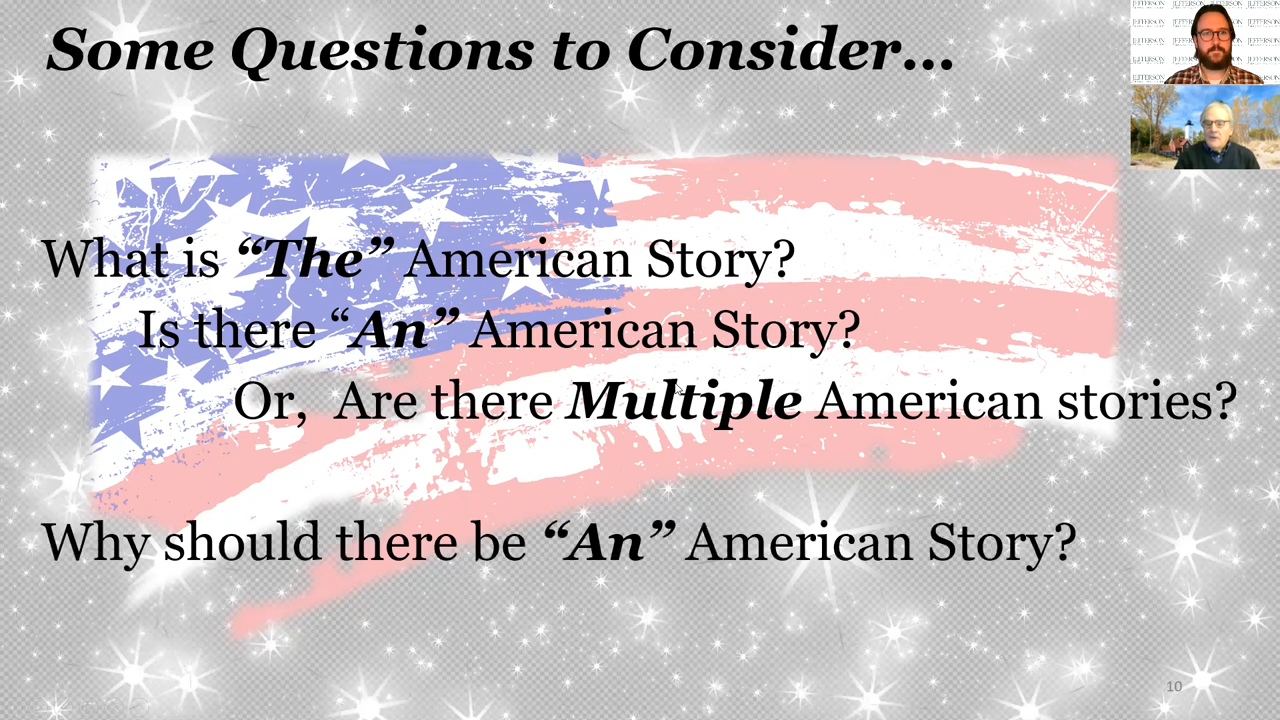 Some Questions to Consider...
What is “The” American Story?
Is there “An” American Story?
Or, Are there Multiple American stories?
Why should there be “An” American Story?
10